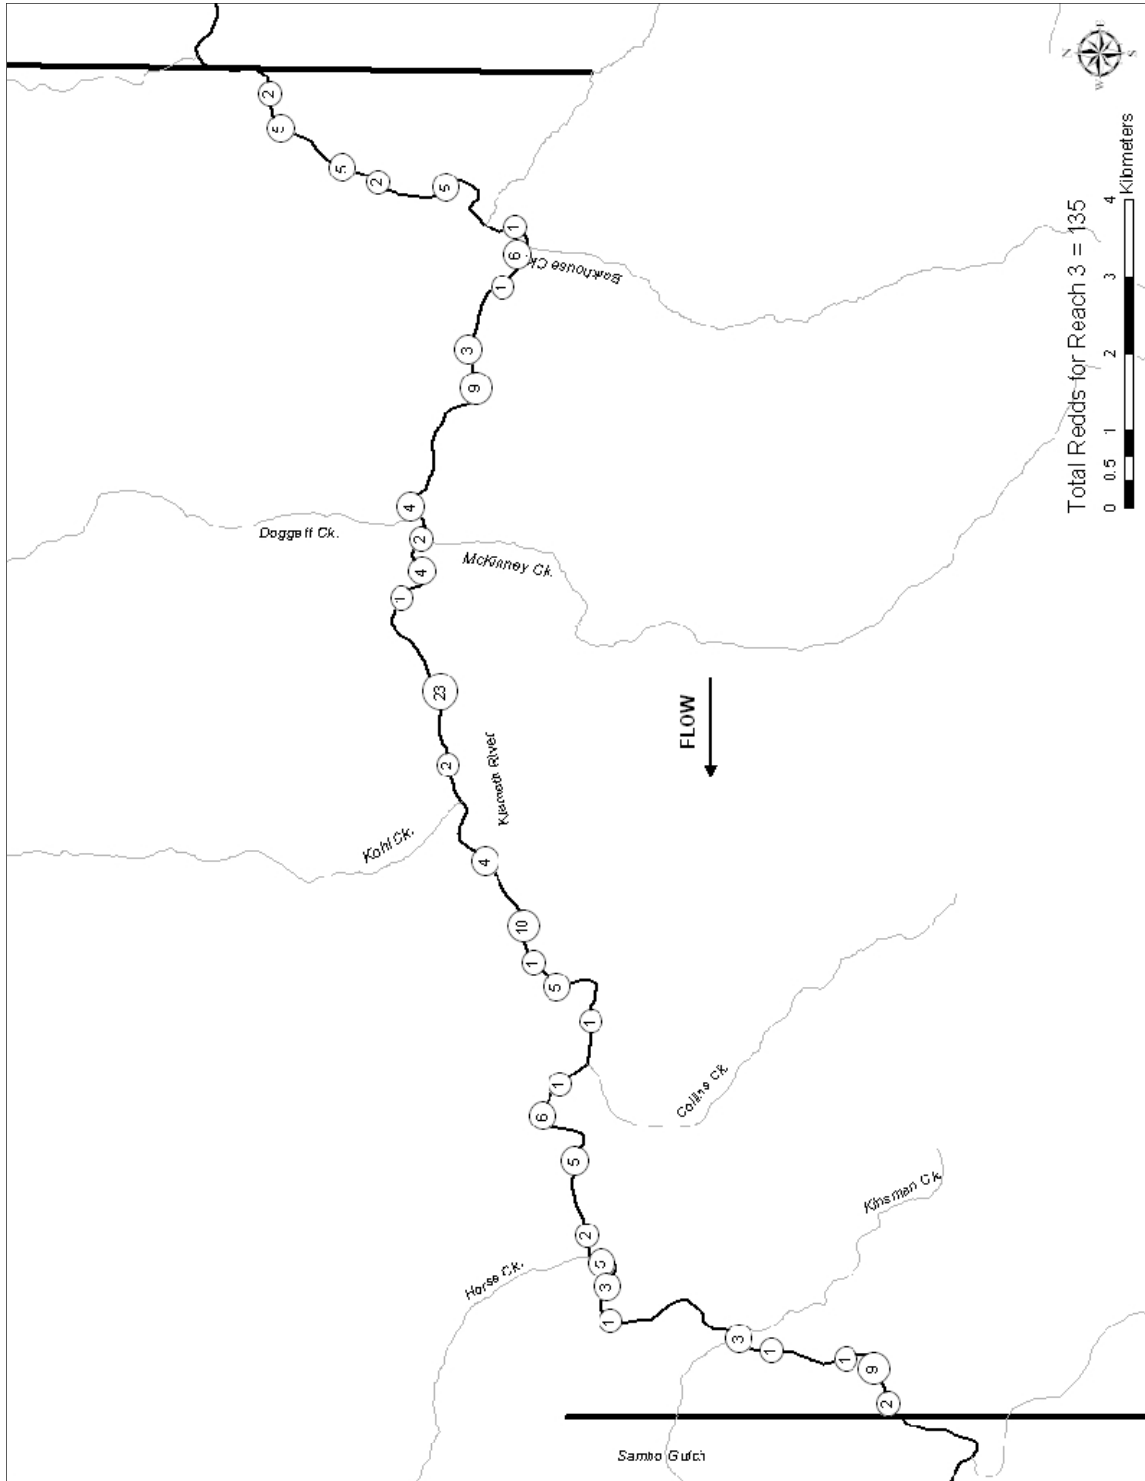 N
E
S
W
2
5
5
2
5
1
6
Barkhouse Ck.
1
3
9
4
Doggett Ck.
2
McKinney Ck.
4
1
23
2
Klamath River
Kohl Ck.
4
10
1
5
1
Collins Ck.
1
6
5
2
5
Horse Ck.
3
1
Kinsman Ck.
3
1
1
9
2
Sambo Gulch
FLOW
Total Redds for Reach 3 = 135
0 0.5 1 2 3 4
Kilometers